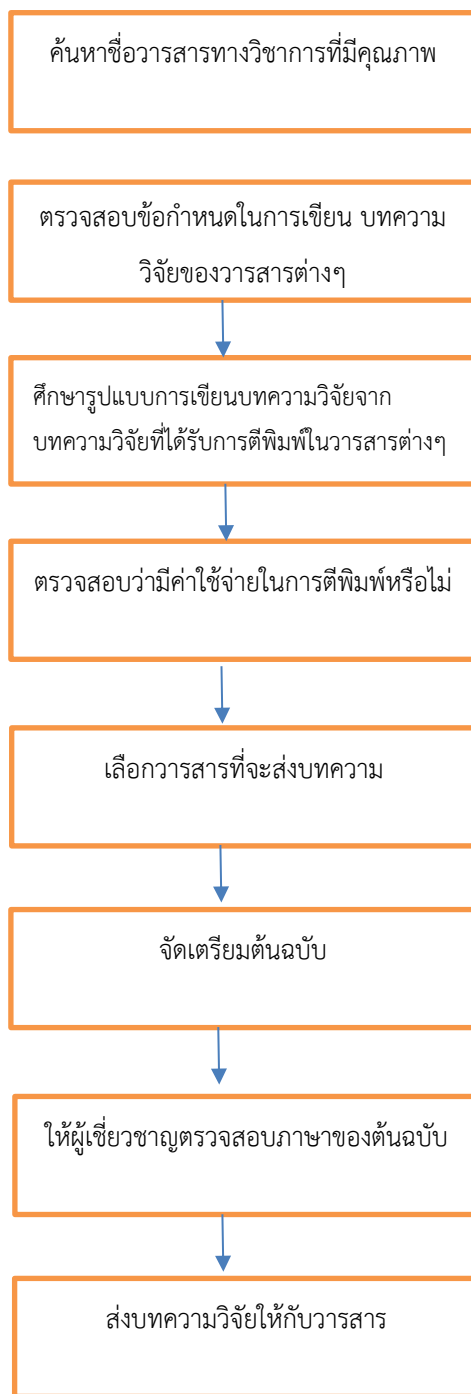 ค้นหาชื่อวารสารทางวิชาการที่มีคุณภาพ
ตรวจสอบข้อกำหนดในการเขียน บทความ
วิจัยของวารสารต่างๆ
ศึกษารูปแบบการเขียนบทความวิจัยจาก
บทความวิจัยที่ได้รับการตีพิมพ์ในวารสารต่างๆ
ตรวจสอบว่ามีค่าใช้จ่ายในการตีพิมพ์หรือไม่
เลือกวารสารที่จะส่งบทความ
จัดเตรียมต้นฉบับ
ให้ผู้เชี่ยวชาญตรวจสอบภาษาของต้นฉบับ
ส่งบทความวิจัยให้กับวารสาร